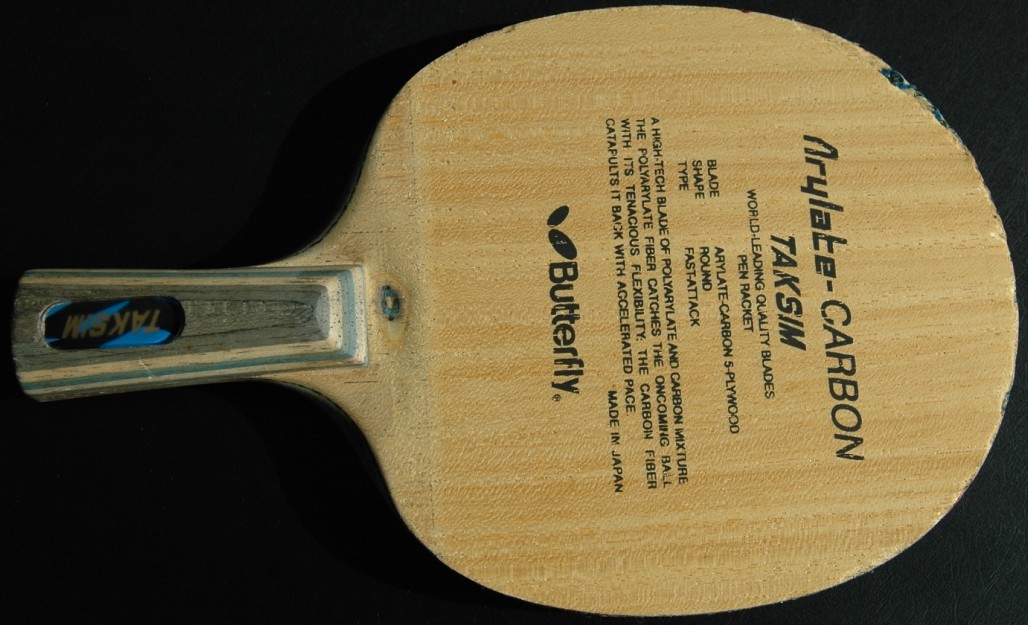 Arylate-CARBON
TAKSIM
WORLD-LEADING QUALITY BLADES
PEN RACKET
BLADE ARYLATE-CARBON 5-PLYWOOD
SHAPE ROUND
TYPE FAST-ATTACK
A HIGH-TECH BLADE OF POLYARYLATE AND CARBON MIXTURE
THE POLYARYLATE FIBER CATCHES THE ONCOMING BALL
WITH ITS TENACIOUS FLEXIBILITY. THE CARBON FIBER
CATAPULTS IT BACK WITH ACCELERATED PACE.
MADE IN JAPAN
Butterfly®
TAKSIM